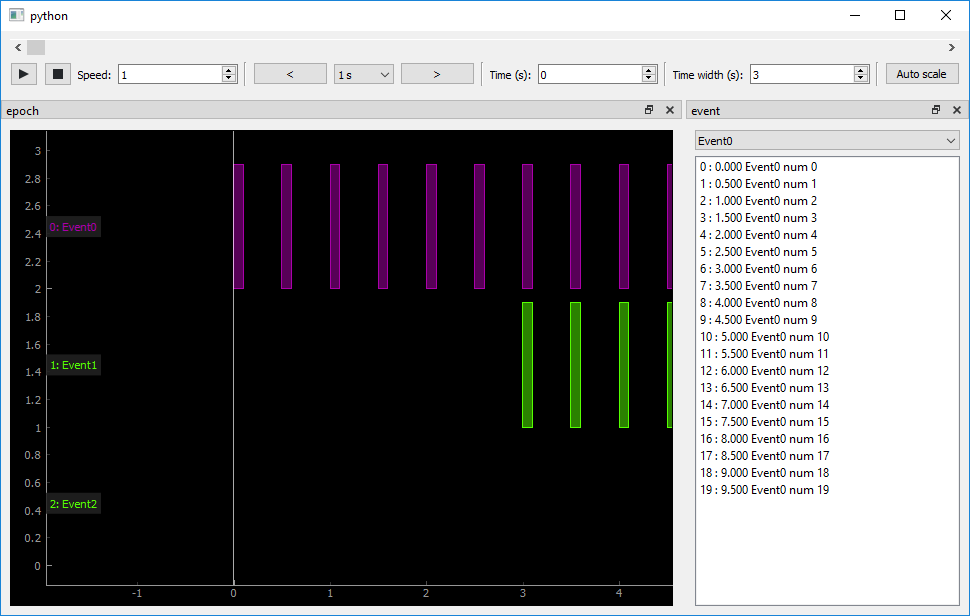 python
Speed: 1 < 1 s > Time (s): 0 Time width (s): 3 Auto scale
epoch
3
2.8
2.6
2.4
2.2
2
1.8
1.6
1.4
1.2
1
0.8
0.6
0.4
0.2
0
0: Event0
1: Event1
2: Event2
-1 0 1 2 3 4
event
Event0
0 : 0.000 Event0 num 0
1 : 0.500 Event0 num 1
2 : 1.000 Event0 num 2
3 : 1.500 Event0 num 3
4 : 2.000 Event0 num 4
5 : 2.500 Event0 num 5
6 : 3.000 Event0 num 6
7 : 3.500 Event0 num 7
8 : 4.000 Event0 num 8
9 : 4.500 Event0 num 9
10 : 5.000 Event0 num 10
11 : 5.500 Event0 num 11
12 : 6.000 Event0 num 12
13 : 6.500 Event0 num 13
14 : 7.000 Event0 num 14
15 : 7.500 Event0 num 15
16 : 8.000 Event0 num 16
17 : 8.500 Event0 num 17
18 : 9.000 Event0 num 18
19 : 9.500 Event0 num 19